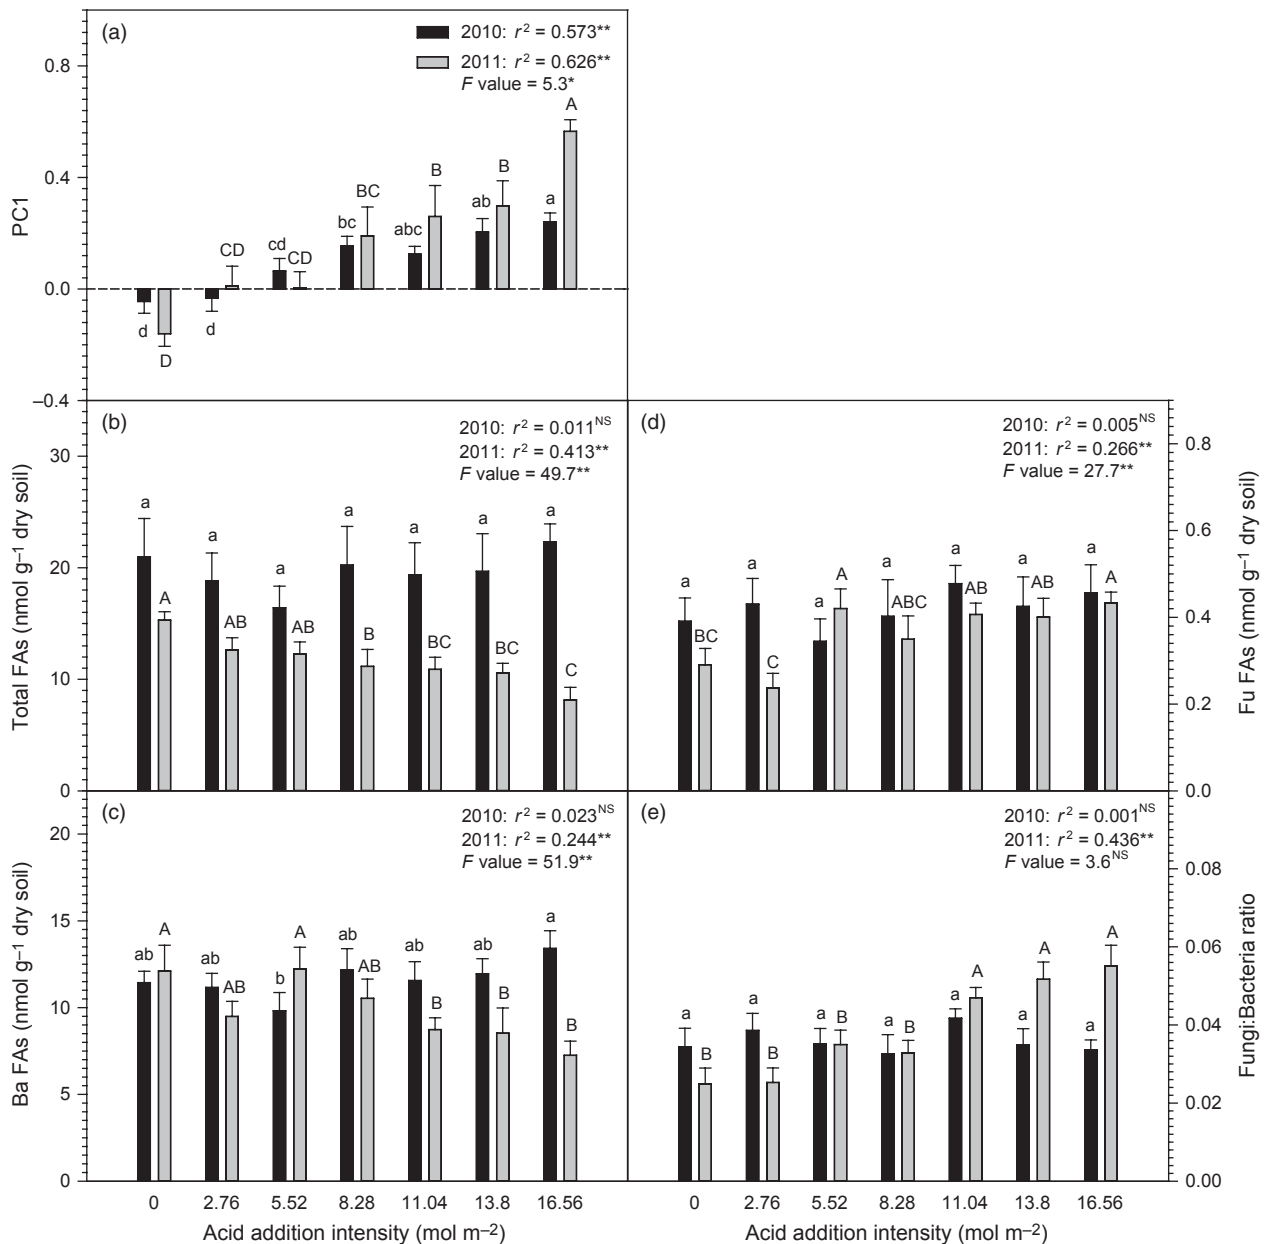 (a)
2010: r² = 0.573**
2011: r² = 0.626**
F value = 5.3*
PC1
0.8
0.4
0.0
–0.4
d D
d CD
cd CD
bc BC
abc B
ab B
a A
(b)
2010: r² = 0.011NS
2011: r² = 0.413**
F value = 49.7**
Total FAs (nmol g–1 dry soil)
30
20
10
0
a A
a AB
a AB
a B
a BC
a BC
a C
(d)
2010: r² = 0.005NS
2011: r² = 0.266**
F value = 27.7**
Fu FAs (nmol g–1 dry soil)
0.8
0.6
0.4
0.2
0.0
a BC
a C
a A
a ABC
a AB
a AB
a A
(c)
2010: r² = 0.023NS
2011: r² = 0.244**
F value = 51.9**
Ba FAs (nmol g–1 dry soil)
20
15
10
5
0
ab A
ab AB
b A
ab AB
ab B
ab B
a B
0 2.76 5.52 8.28 11.04 13.8 16.56
Acid addition intensity (mol m–2)
(e)
2010: r² = 0.001NS
2011: r² = 0.436**
F value = 3.6NS
Fungi:Bacteria ratio
0.08
0.06
0.04
0.02
0.00
a B
a B
a B
a B
a A
a A
a A
0 2.76 5.52 8.28 11.04 13.8 16.56
Acid addition intensity (mol m–2)